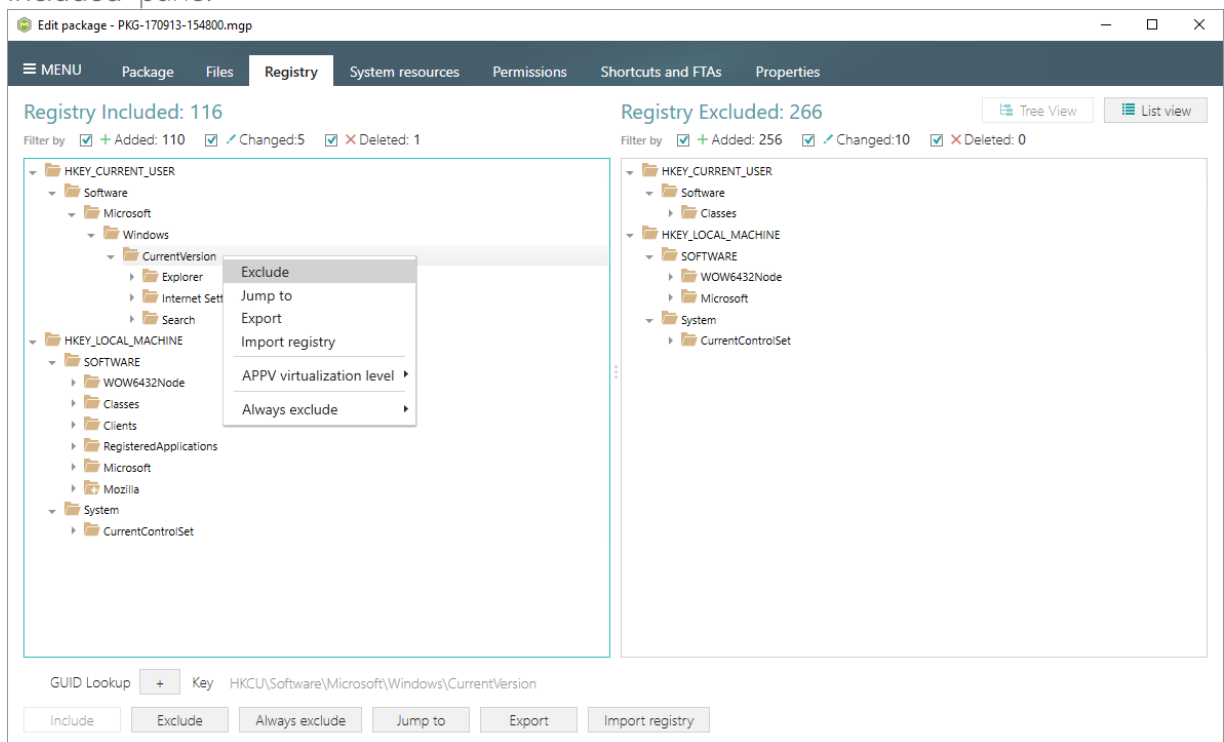 included panel
Edit package - PKG-170913-154800.mgp
MENU Package Files Registry System resources Permissions Shortcuts and FTAs Properties
Registry Included: 116
Filter by + Added: 110 Changed:5 Deleted: 1
HKEY_CURRENT_USER
Software
Microsoft
Windows
CurrentVersion
Explorer
Internet Sett
Search
HKEY_LOCAL_MACHINE
SOFTWARE
WOW6432Node
Classes
Clients
RegisteredApplications
Microsoft
Mozilla
System
CurrentControlSet
Exclude
Jump to
Export
Import registry
APPV virtualization level
Always exclude
Registry Excluded: 266
Tree View List view
Filter by + Added: 256 Changed:10 Deleted: 0
HKEY_CURRENT_USER
Software
Classes
HKEY_LOCAL_MACHINE
SOFTWARE
WOW6432Node
Microsoft
System
CurrentControlSet
GUID Lookup + Key HKCU\Software\Microsoft\Windows\CurrentVersion
Include Exclude Always exclude Jump to Export Import registry